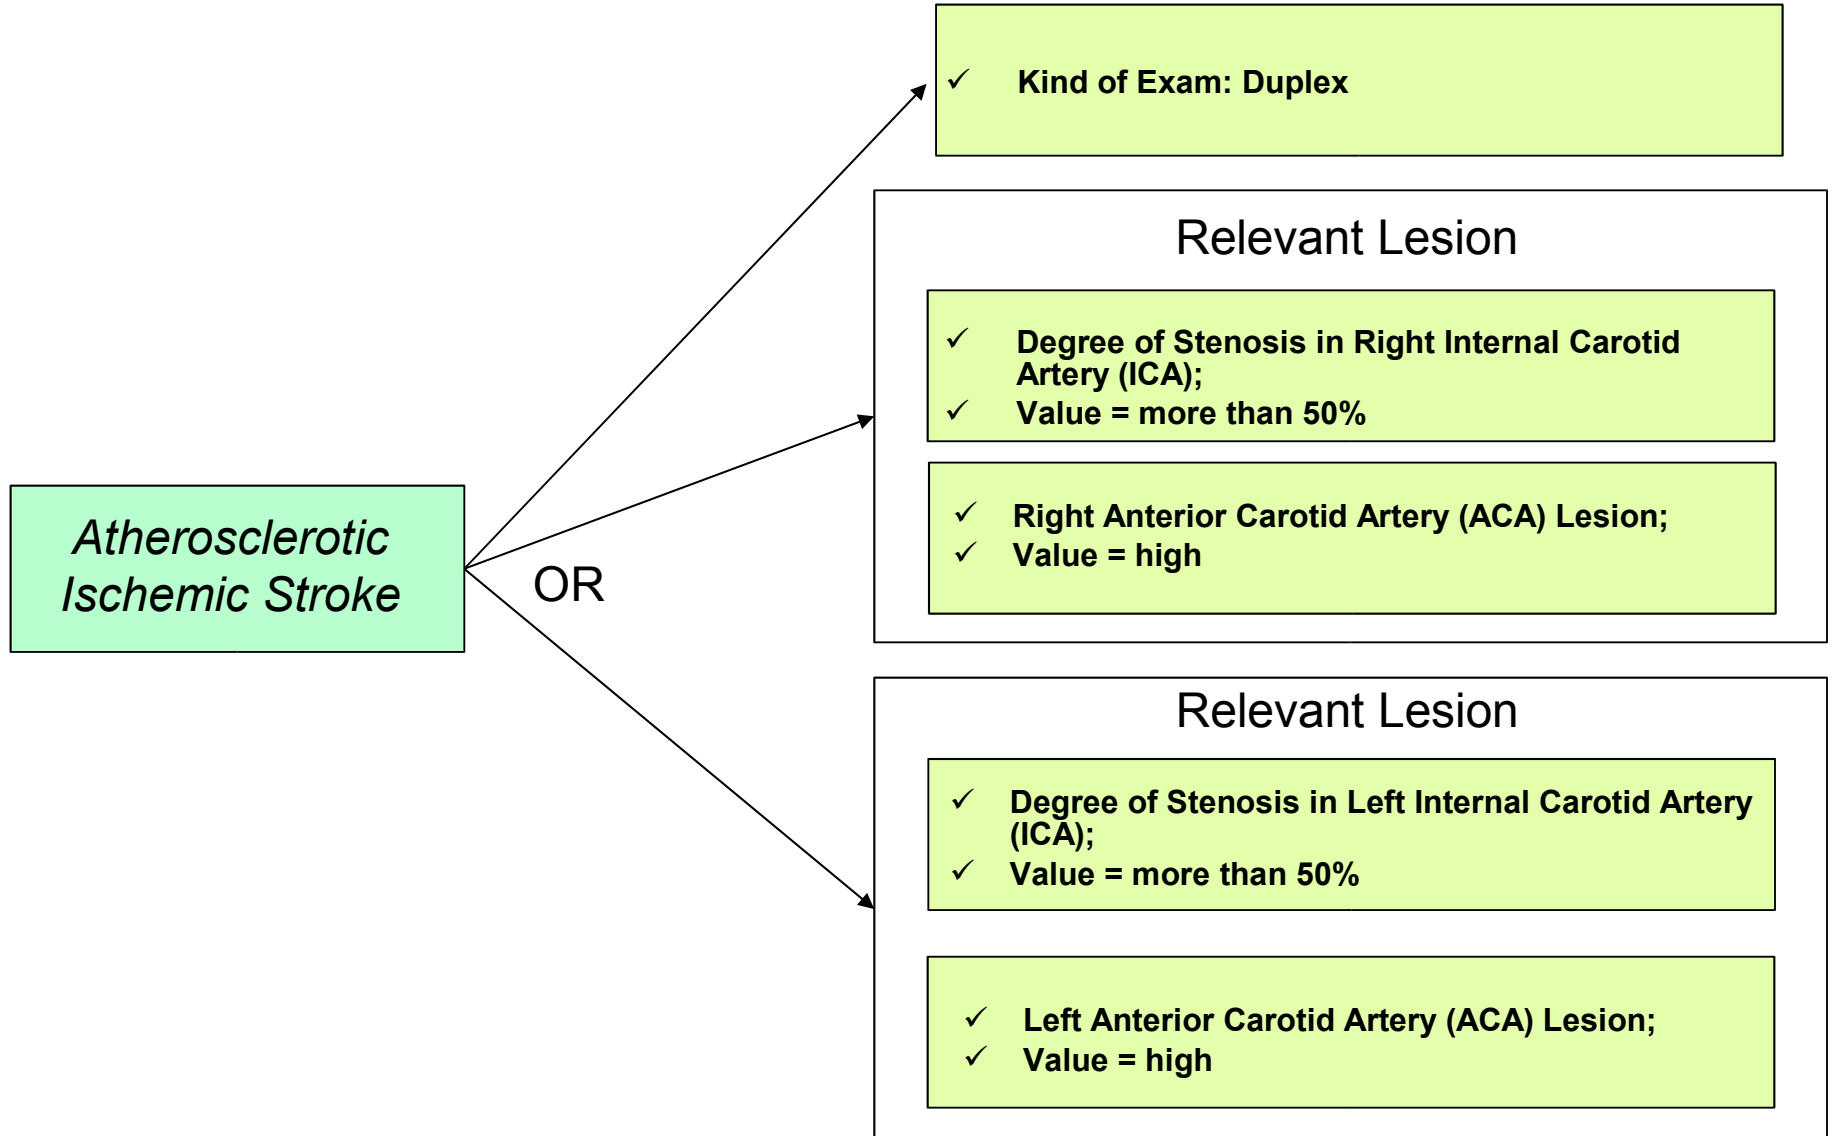 ✓ Kind of Exam: Duplex
Relevant Lesion
✓ Degree of Stenosis in Right Internal Carotid
Artery (ICA);
✓ Value = more than 50%
✓ Right Anterior Carotid Artery (ACA) Lesion;
✓ Value = high
Atherosclerotic
Ischemic Stroke
OR
Relevant Lesion
✓ Degree of Stenosis in Left Internal Carotid Artery
(ICA);
✓ Value = more than 50%
✓ Left Anterior Carotid Artery (ACA) Lesion;
✓ Value = high